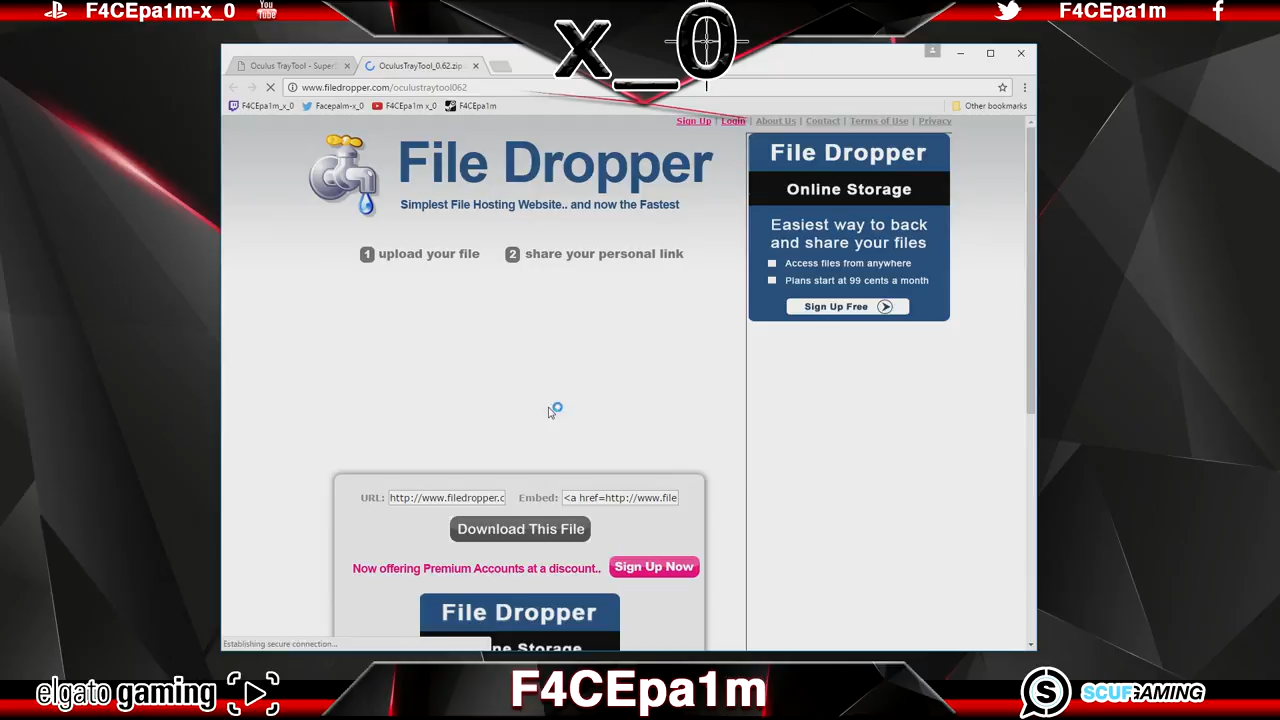 F4CEpa1m-x_0
You
Tube
x_0
F4CEpa1m
Oculus TrayTool - Super
OculusTrayTool_0.62.zip
www.filedropper.com/oculustraytool062
F4CEpa1m_x_0
Facepalm-x_0
F4CEpa1m x_0
F4CEpa1m
Other bookmarks
Sign Up | Login | About Us | Contact | Terms of Use | Privacy
File Dropper
Simplest File Hosting Website.. and now the Fastest
1 upload your file
2 share your personal link
File Dropper
Online Storage
Easiest way to back
and share your files
Access files from anywhere
Plans start at 99 cents a month
Sign Up Free
URL: http://www.filedropper.c
Embed: <a href=http://www.file
Download This File
Now offering Premium Accounts at a discount.. Sign Up Now
File Dropper
ne Storage
Establishing secure connection...
elgato gaming
F4CEpa1m
S
SCUFGAMING